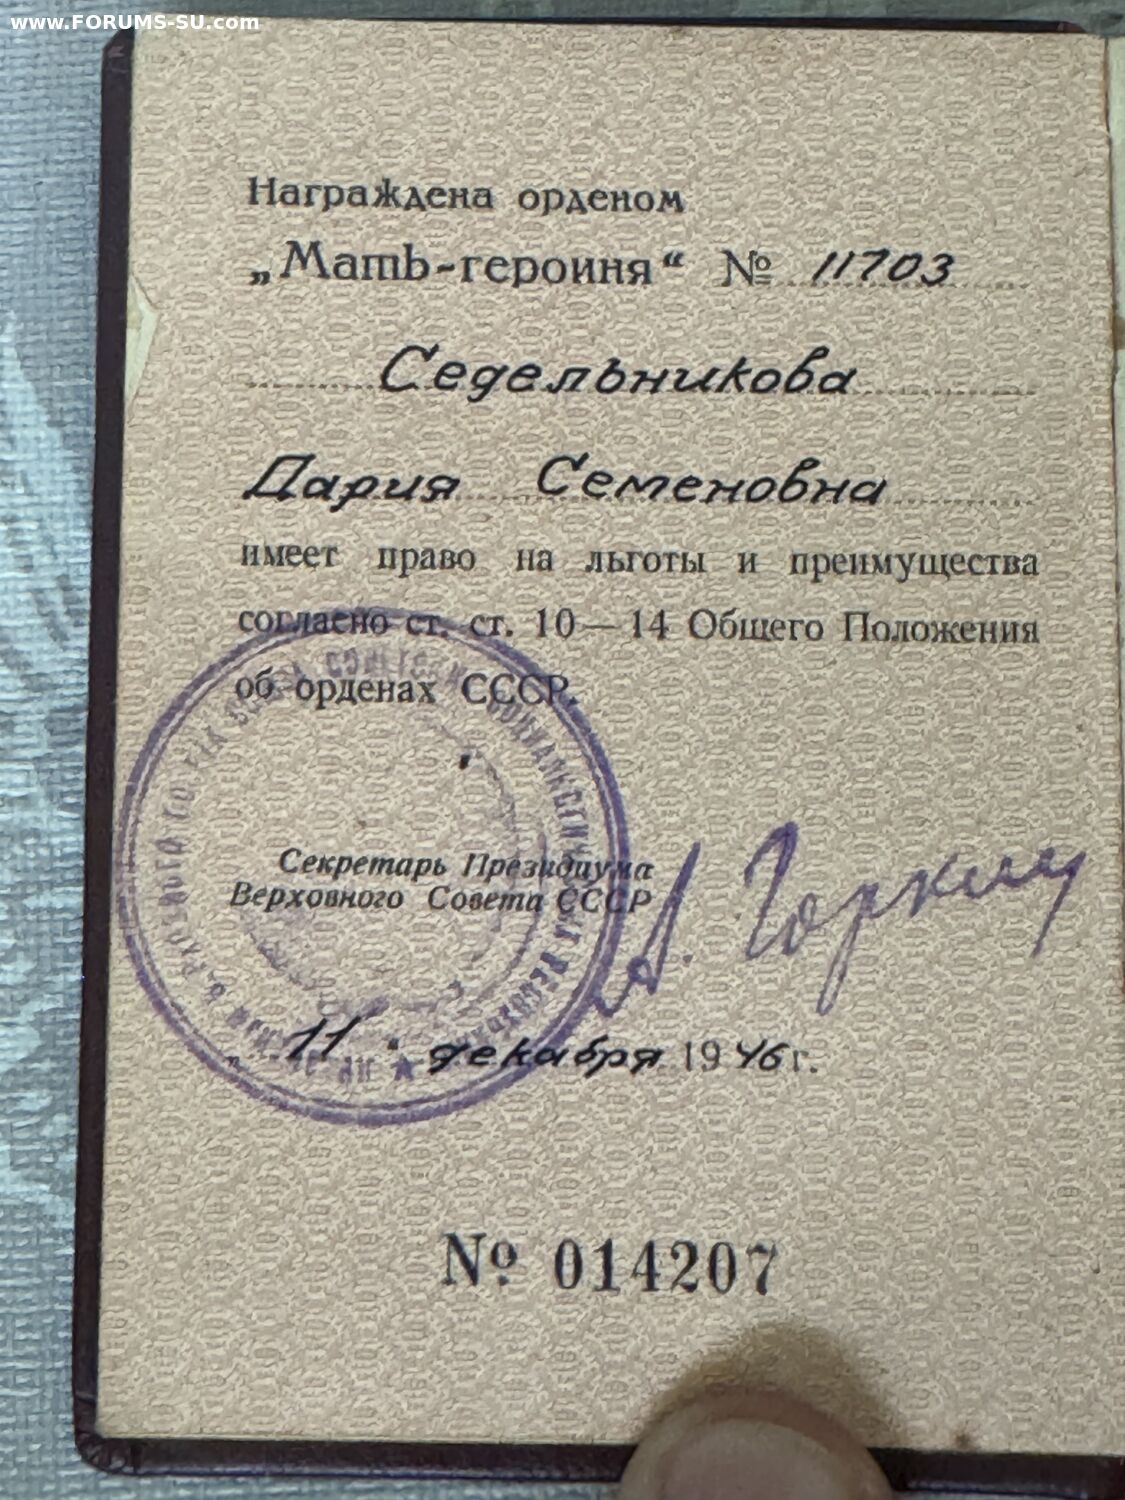 www.FORUMS-SU.com
Награждена орденом
„Мать-героиня“ № 11703
Седельникова
Дария Семеновна
имеет право на льготы и преимущества
согласно ст. ст. 10—14 Общего Положения
об орденах СССР.
Секретарь Президиума
Верховного Совета СССР
А. Горкин
„ 11 “ декабря 1946 г.
№ 014207